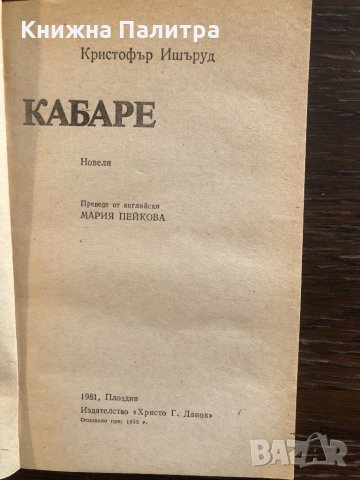 Книжна Палитра
Кристофър Ишъруд
КАБАРЕ
Новели
Преведе от английски
МАРИЯ ПЕЙКОВА
1981, Пловдив
Издателство «Христо Г. Данов»
Основано през 1855 г.
BAZAR